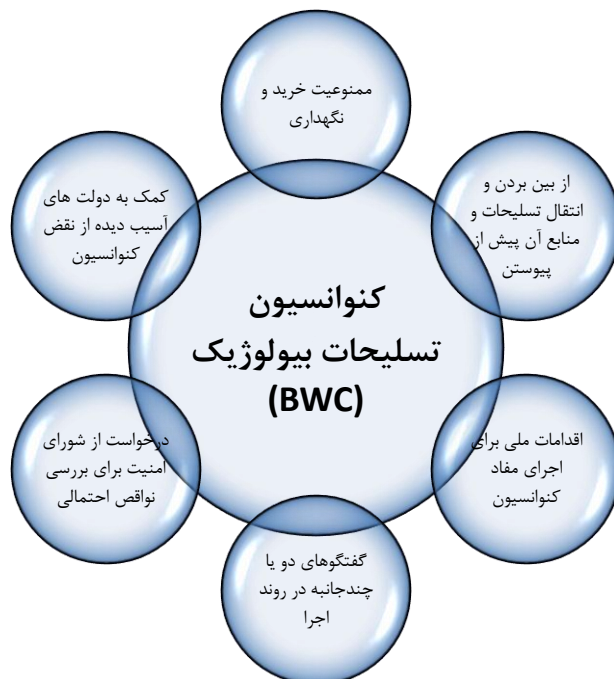 ممنوعیت خرید و
نگهداری
از بین بردن و
انتقال تسلیحات و
منابع آن پیش از
پیوستن
اقدامات ملی برای
اجرای مفاد
کنوانسیون
گفتگوهای دو یا
چندجانبه در روند
اجرا
درخواست از شورای
امنیت برای بررسی
نواقص احتمالی
کمک به دولت های
آسیب دیده از نقض
کنوانسیون
کنوانسیون
تسلیحات بیولوژیک
(BWC)